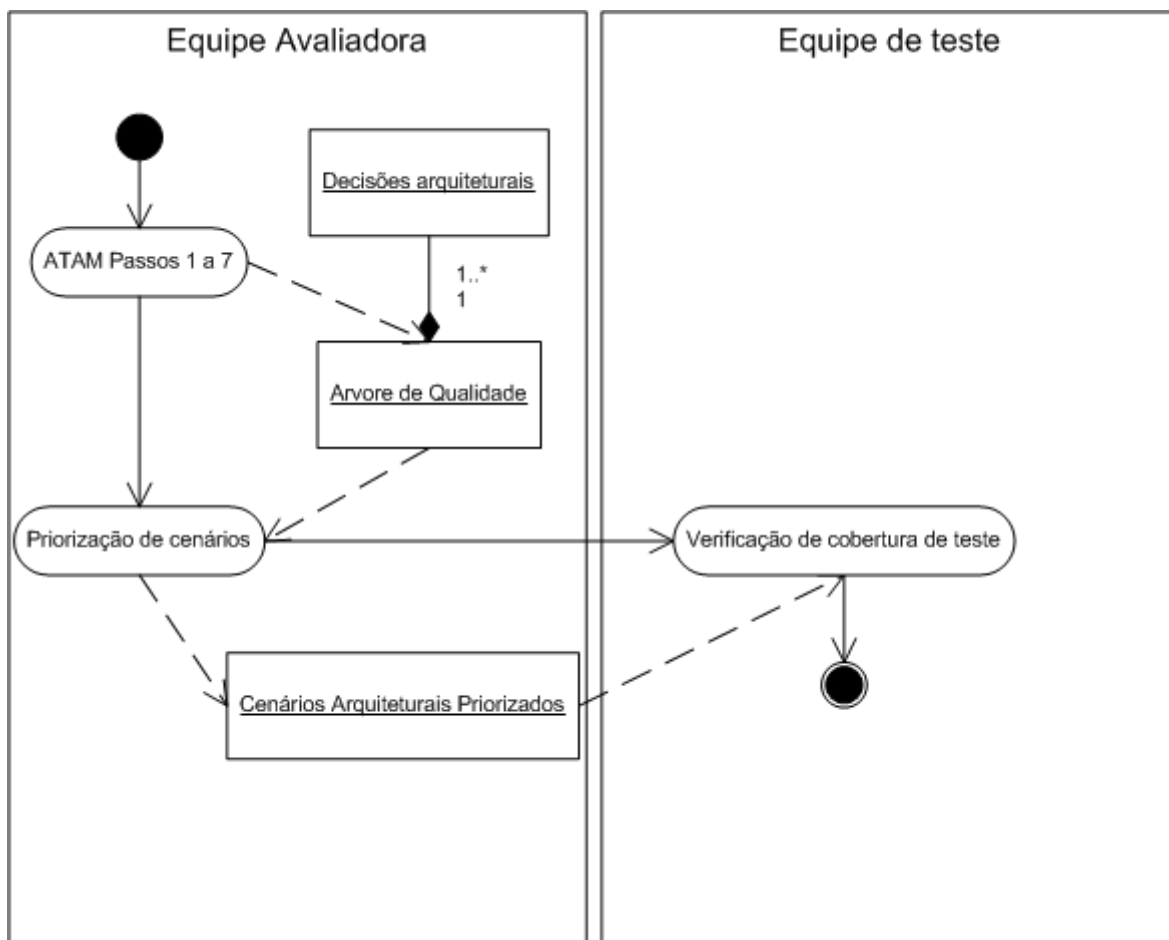 Equipe Avaliadora
Equipe de teste
Decisões arquiteturais
ATAM Passos 1 a 7
1..*
1
Arvore de Qualidade
Priorização de cenários
Verificação de cobertura de teste
Cenários Arquiteturais Priorizados